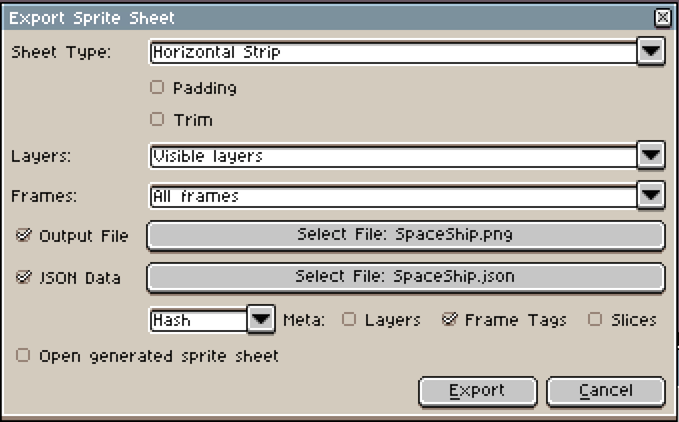 Export Sprite Sheet
Sheet Type: Horizontal Strip
Padding
Trim
Layers: Visible layers
Frames: All frames
Output File Select File: SpaceShip.png
JSON Data Select File: SpaceShip.json
Hash Meta: Layers Frame Tags Slices
Open generated sprite sheet
Export Cancel